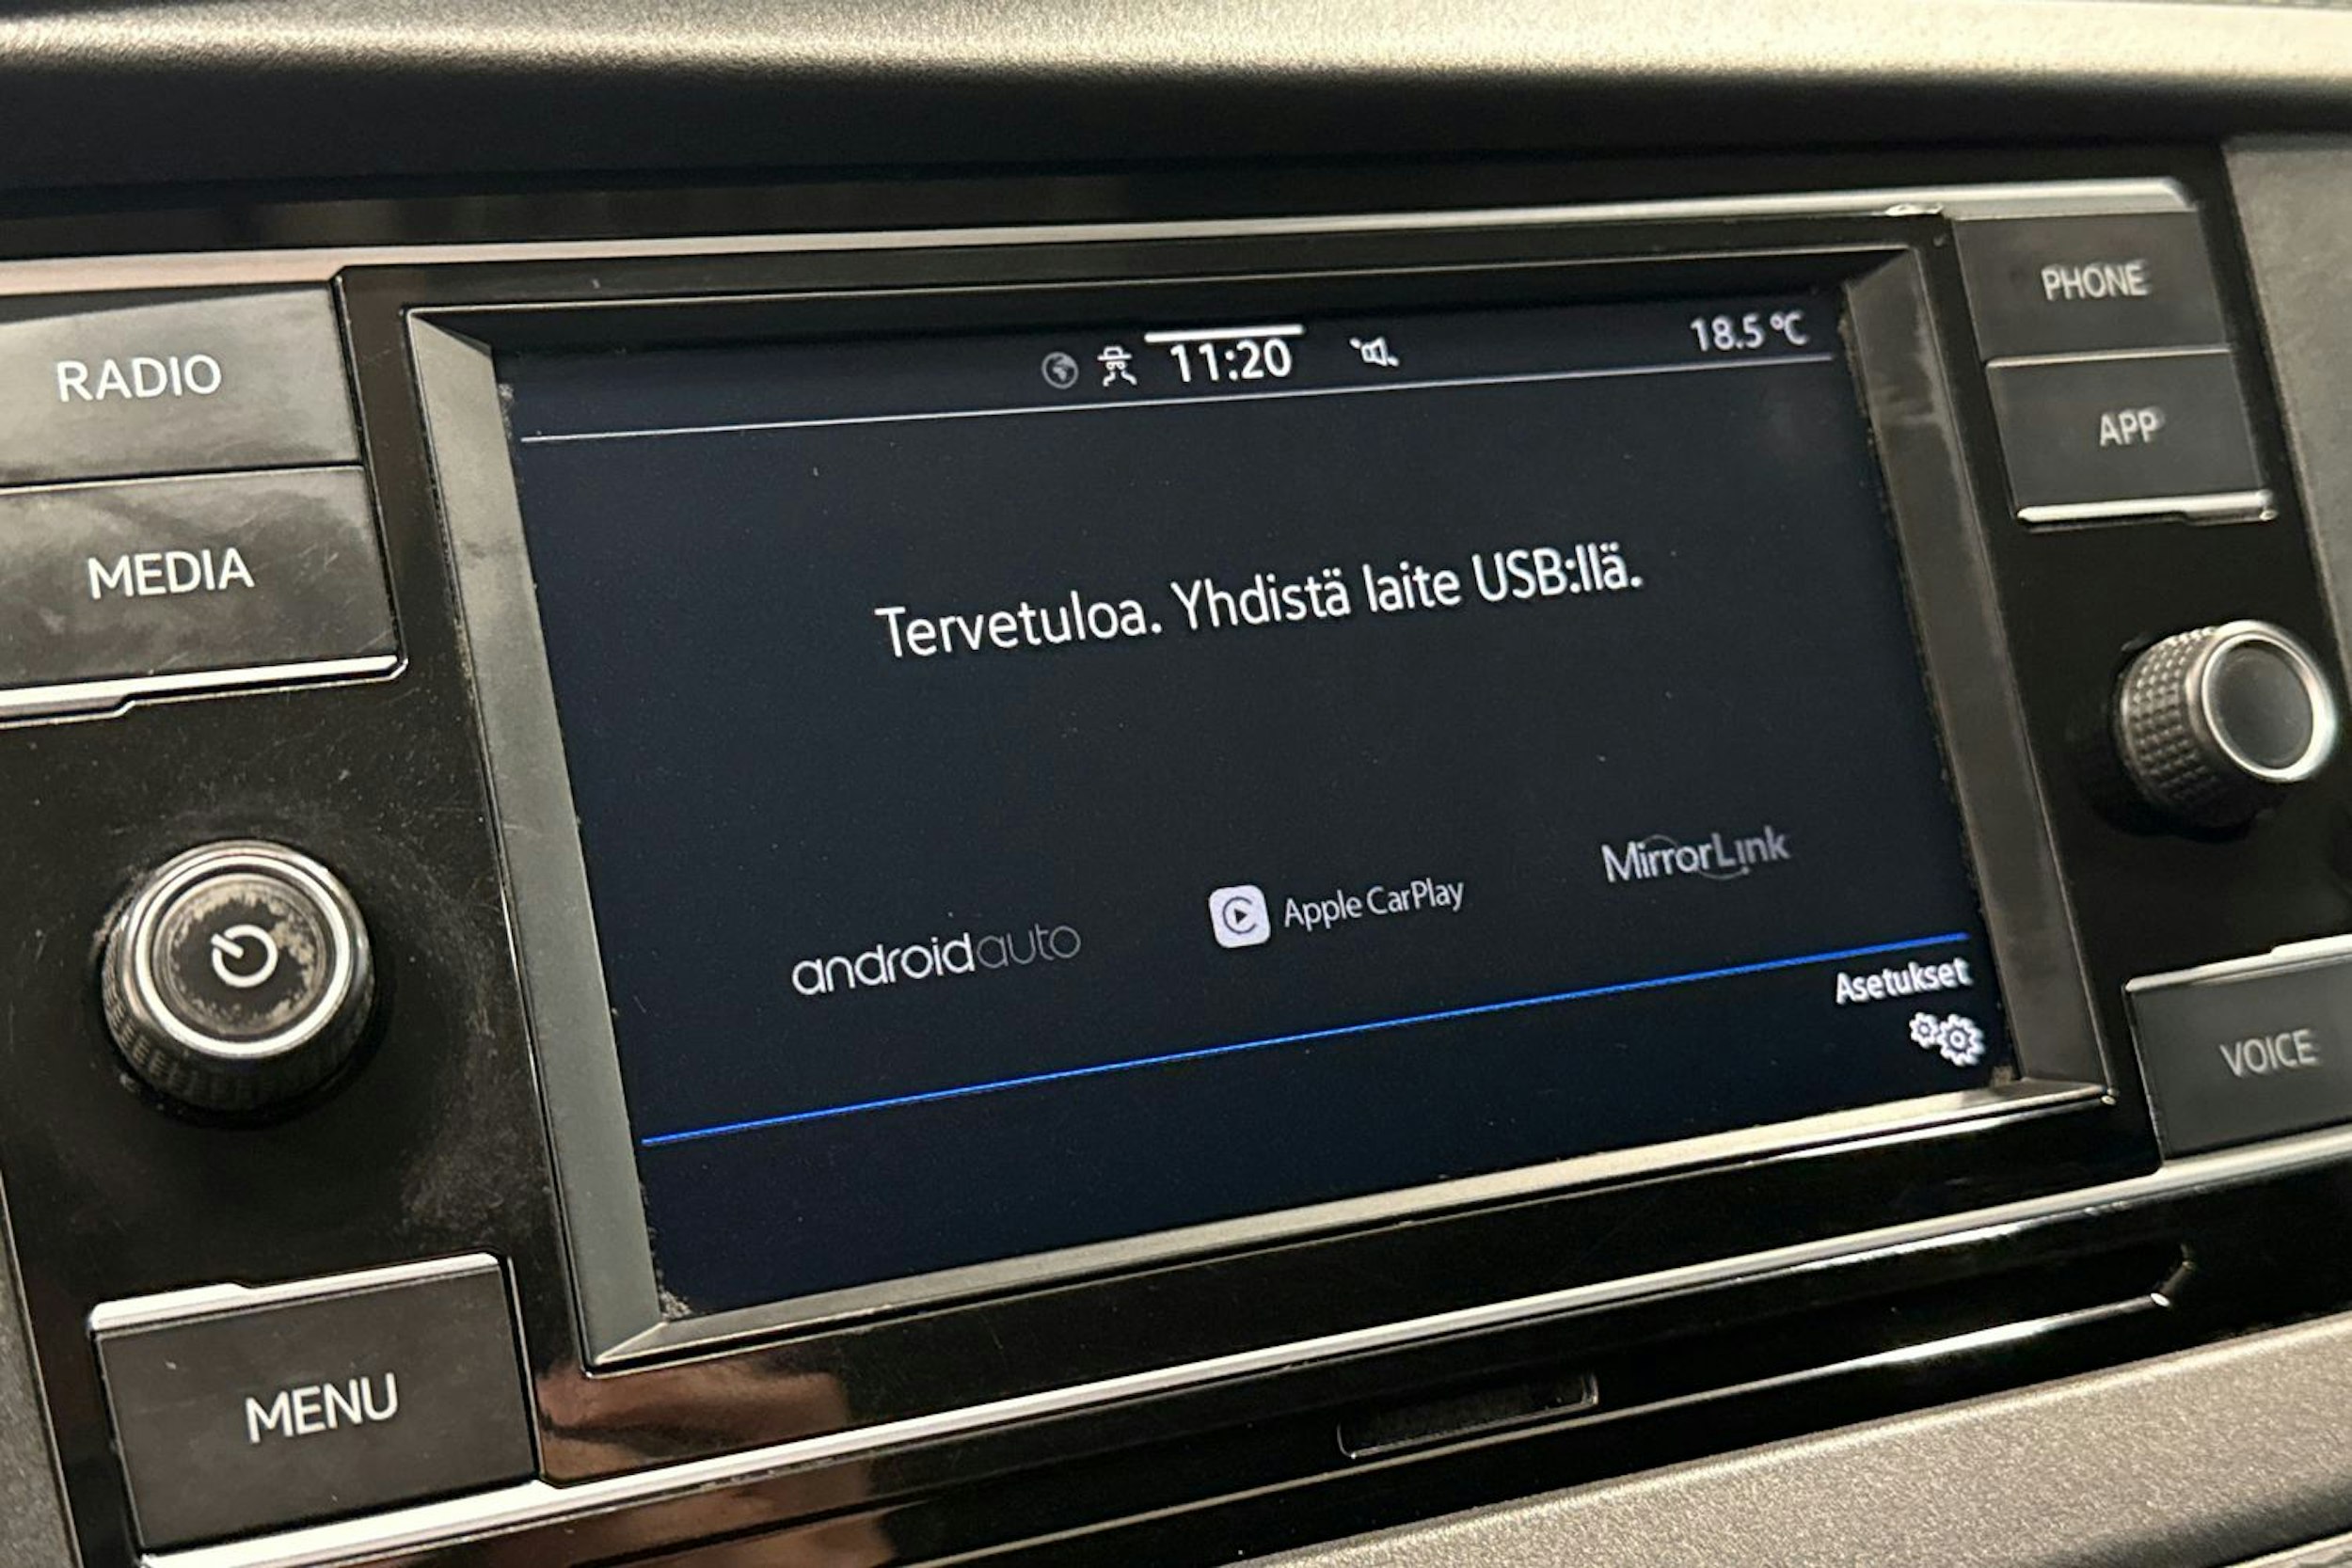 RADIO
MEDIA
MENU
11:20
18.5 °C
Tervetuloa. Yhdistä laite USB:llä.
androidauto
Apple CarPlay
MirrorLink
Asetukset
PHONE
APP
VOICE